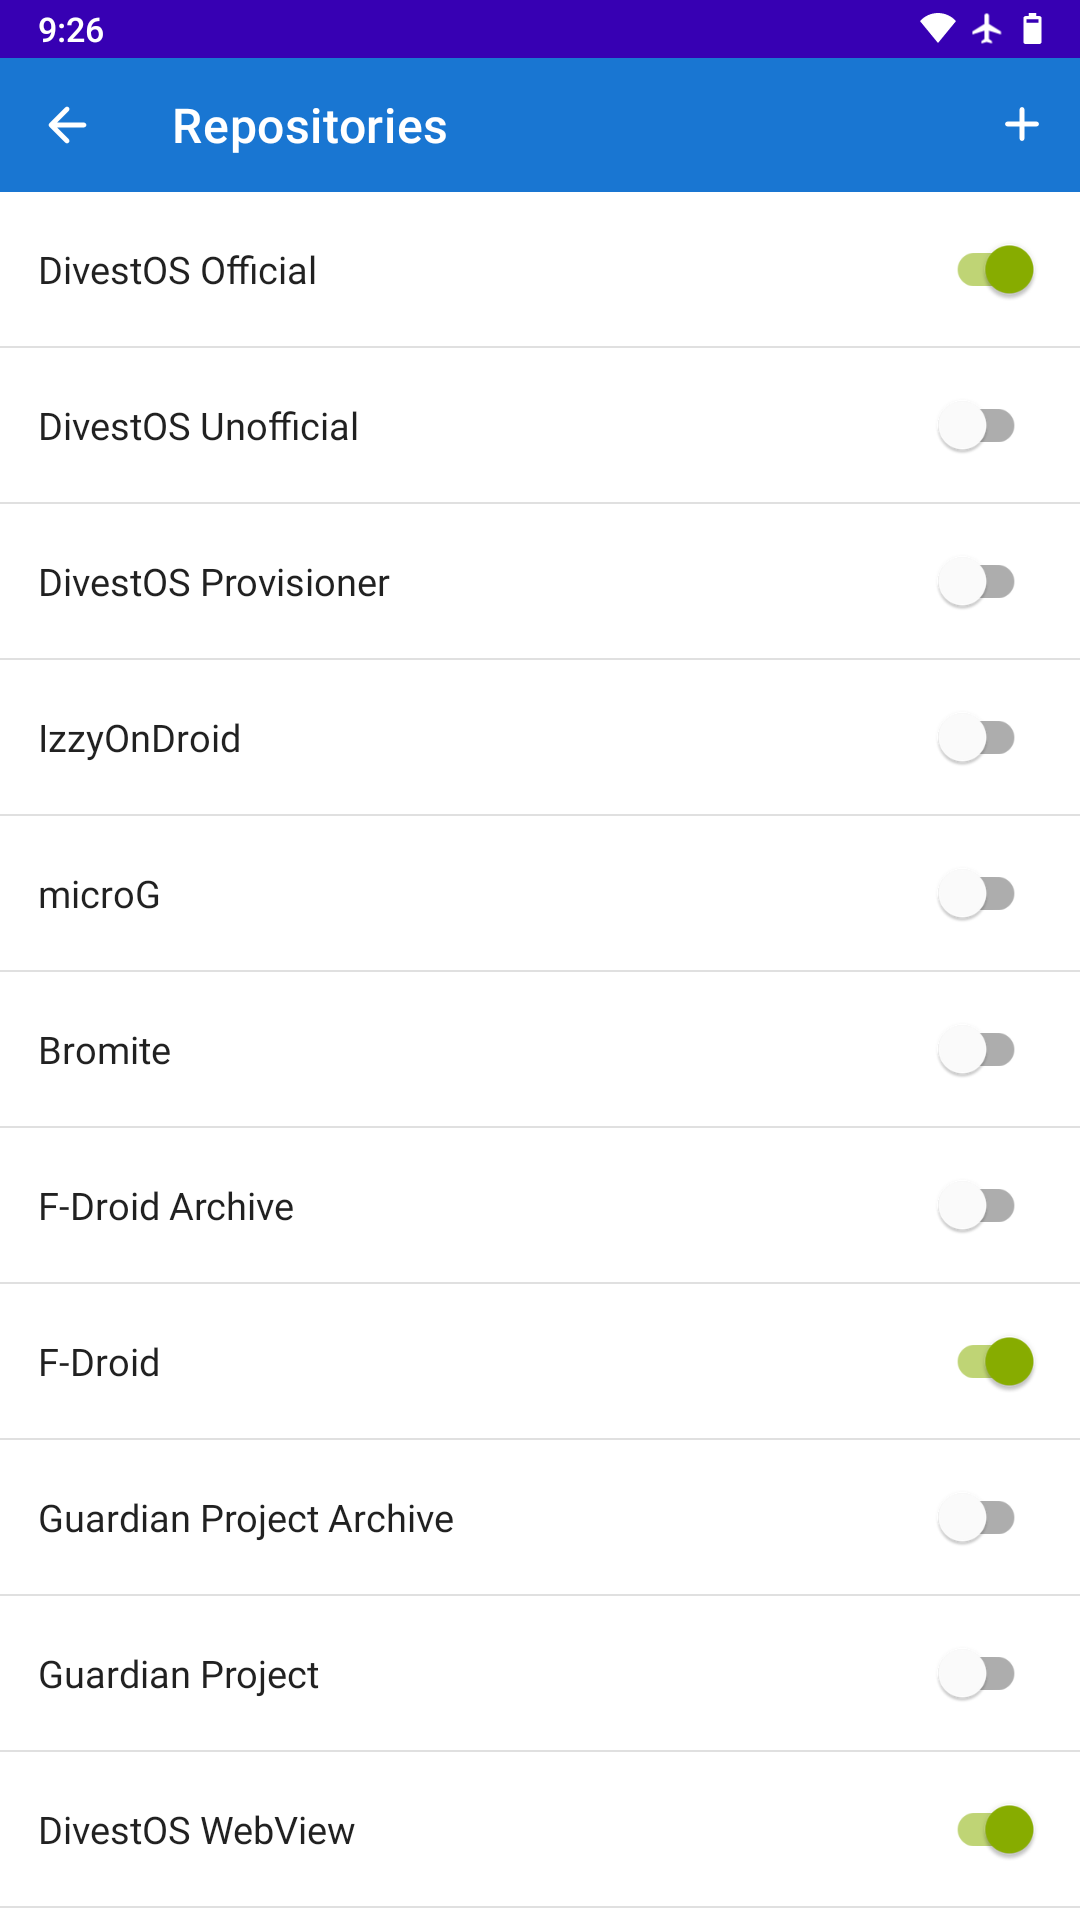 9:26
Repositories
DivestOS Official
DivestOS Unofficial
DivestOS Provisioner
IzzyOnDroid
microG
Bromite
F-Droid Archive
F-Droid
Guardian Project Archive
Guardian Project
DivestOS WebView